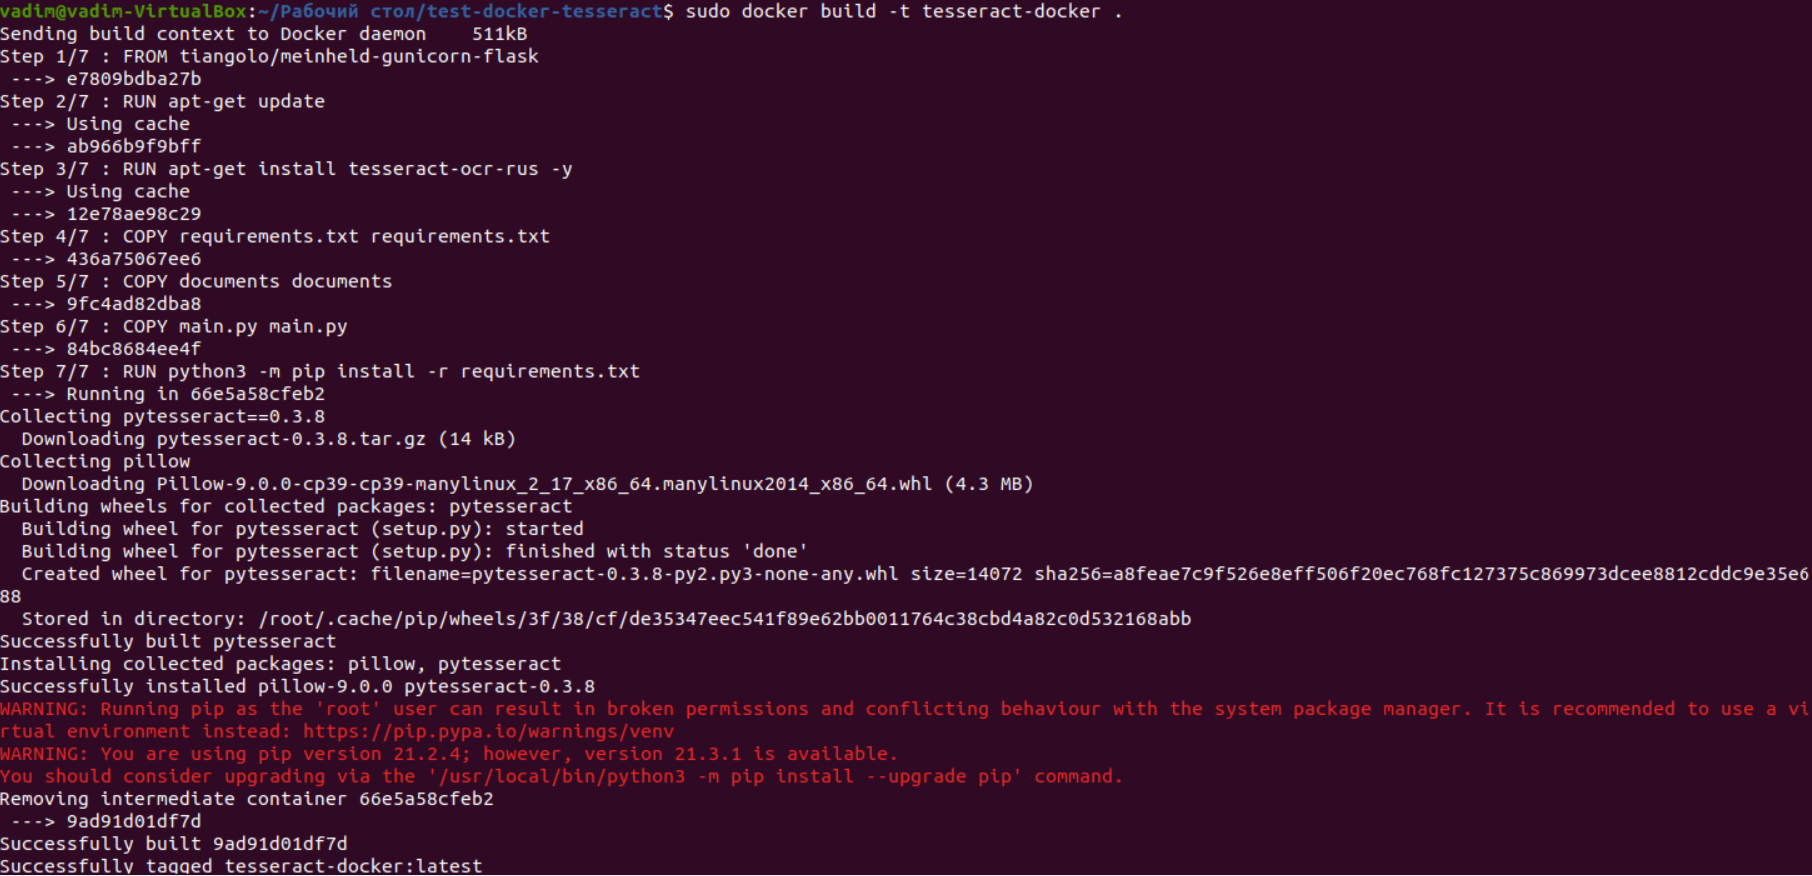 vadim@vadim-VirtualBox:~/Рабочий стол/test-docker-tesseract$ sudo docker build -t tesseract-docker .
Sending build context to Docker daemon    511kB
Step 1/7 : FROM tiangolo/meinheld-gunicorn-flask
 ---> e7809bdba27b
Step 2/7 : RUN apt-get update
 ---> Using cache
 ---> ab966b9f9bff
Step 3/7 : RUN apt-get install tesseract-ocr-rus -y
 ---> Using cache
 ---> 12e78ae98c29
Step 4/7 : COPY requirements.txt requirements.txt
 ---> 436a75067ee6
Step 5/7 : COPY documents documents
 ---> 9fc4ad82dba8
Step 6/7 : COPY main.py main.py
 ---> 84bc8684ee4f
Step 7/7 : RUN python3 -m pip install -r requirements.txt
 ---> Running in 66e5a58cfeb2
Collecting pytesseract==0.3.8
  Downloading pytesseract-0.3.8.tar.gz (14 kB)
Collecting pillow
  Downloading Pillow-9.0.0-cp39-cp39-manylinux_2_17_x86_64.manylinux2014_x86_64.whl (4.3 MB)
Building wheels for collected packages: pytesseract
  Building wheel for pytesseract (setup.py): started
  Building wheel for pytesseract (setup.py): finished with status 'done'
  Created wheel for pytesseract: filename=pytesseract-0.3.8-py2.py3-none-any.whl size=14072 sha256=a8feae7c9f526e8eff506f20ec768fc127375c869973dcee8812cddc9e35e6
88
  Stored in directory: /root/.cache/pip/wheels/3f/38/cf/de35347eec541f89e62bb0011764c38cbd4a82c0d532168abb
Successfully built pytesseract
Installing collected packages: pillow, pytesseract
Successfully installed pillow-9.0.0 pytesseract-0.3.8
WARNING: Running pip as the 'root' user can result in broken permissions and conflicting behaviour with the system package manager. It is recommended to use a vi
rtual environment instead: https://pip.pypa.io/warnings/venv
WARNING: You are using pip version 21.2.4; however, version 21.3.1 is available.
You should consider upgrading via the '/usr/local/bin/python3 -m pip install --upgrade pip' command.
Removing intermediate container 66e5a58cfeb2
 ---> 9ad91d01df7d
Successfully built 9ad91d01df7d
Successfully tagged tesseract-docker:latest